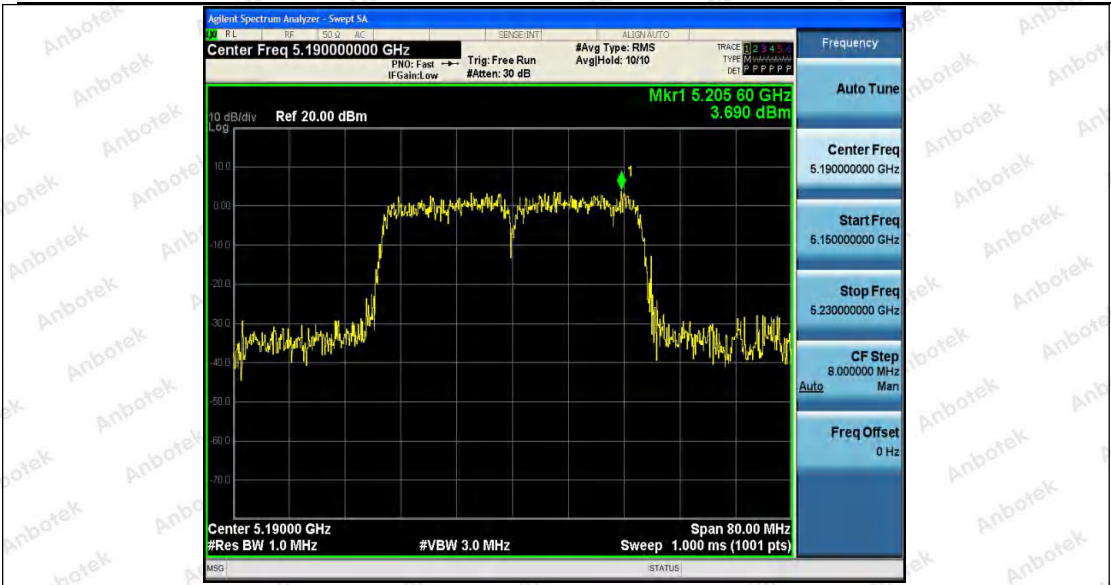 Agilent Spectrum Analyzer - Swept SA
RL RF 50 Ω AC SENSE:INT ALIGNAUTO
Center Freq 5.190000000 GHz
PNO: Fast
IFGain:Low
Trig: Free Run
#Atten: 30 dB
#Avg Type: RMS
Avg|Hold: 10/10
TRACE 1 2 3 4 5 6
TYPE M
DET P P P P P P
Frequency
Mkr1 5.205 60 GHz
3.690 dBm
10 dB/div
Log
Ref 20.00 dBm
Auto Tune
Center Freq
5.190000000 GHz
Start Freq
5.150000000 GHz
Stop Freq
5.230000000 GHz
CF Step
8.000000 MHz
Auto Man
Freq Offset
0 Hz
10.0
0.00
-10.0
-20.0
-30.0
-40.0
-50.0
-60.0
-70.0
1
Center 5.19000 GHz
Span 80.00 MHz
#Res BW 1.0 MHz
#VBW 3.0 MHz
Sweep 1.000 ms (1001 pts)
MSG
STATUS
Anbotek